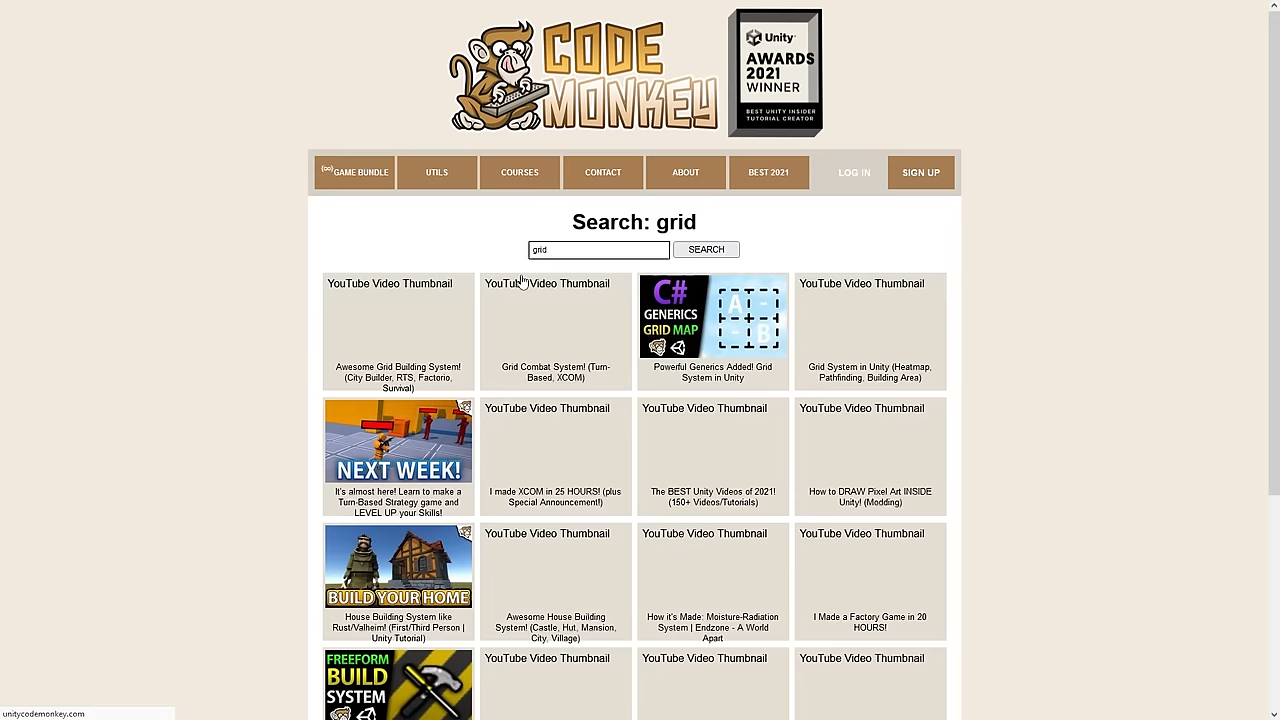 CODE
MONKEY
Unity
AWARDS
2021
WINNER
BEST UNITY INSIDER
TUTORIAL CREATOR
GAME BUNDLE
UTILS
COURSES
CONTACT
ABOUT
BEST 2021
LOG IN
SIGN UP
Search: grid
grid
SEARCH
YouTube Video Thumbnail
Awesome Grid Building System!
(City Builder, RTS, Factorio,
Survival)
YouTube Video Thumbnail
Grid Combat System! (Turn-
Based, XCOM)
C#
GENERICS
GRID MAP
A
B
Powerful Generics Added! Grid
System in Unity
YouTube Video Thumbnail
Grid System in Unity (Heatmap,
Pathfinding, Building Area)
NEXT WEEK!
It's almost here! Learn to make a
Turn-Based Strategy game and
LEVEL UP your Skills!
YouTube Video Thumbnail
I made XCOM in 25 HOURS! (plus
Special Announcement!)
YouTube Video Thumbnail
The BEST Unity Videos of 2021!
(150+ Videos/Tutorials)
YouTube Video Thumbnail
How to DRAW Pixel Art INSIDE
Unity! (Modding)
BUILD YOUR HOME
House Building System like
Rust/Valheim! (First/Third Person |
Unity Tutorial)
YouTube Video Thumbnail
Awesome House Building
System! (Castle, Hut, Mansion,
City, Village)
YouTube Video Thumbnail
How it's Made: Moisture-Radiation
System | Endzone - A World
Apart
YouTube Video Thumbnail
I Made a Factory Game in 20
HOURS!
FREEFORM
BUILD
SYSTEM
YouTube Video Thumbnail
YouTube Video Thumbnail
YouTube Video Thumbnail
unitycodemonkey.com